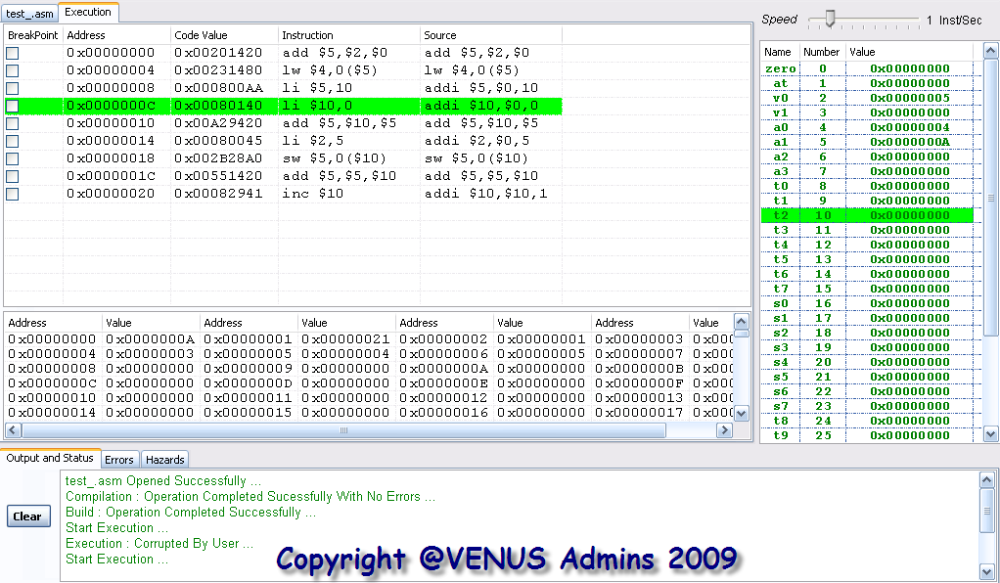 test_.asm Execution
Speed 1 Inst/Sec
BreakPoint Address Code Value Instruction Source
0x00000000 0x00201420 add $5,$2,$0 add $5,$2,$0
0x00000004 0x00231480 lw $4,0($5) lw $4,0($5)
0x00000008 0x000800AA li $5,10 addi $5,$0,10
0x0000000C 0x00080140 li $10,0 addi $10,$0,0
0x00000010 0x00A29420 add $5,$10,$5 add $5,$10,$5
0x00000014 0x00080045 li $2,5 addi $2,$0,5
0x00000018 0x002B28A0 sw $5,0($10) sw $5,0($10)
0x0000001C 0x00551420 add $5,$5,$10 add $5,$5,$10
0x00000020 0x00082941 inc $10 addi $10,$10,1
Name Number Value
zero 0 0x00000000
at 1 0x00000000
v0 2 0x00000005
v1 3 0x00000000
a0 4 0x00000004
a1 5 0x0000000A
a2 6 0x00000000
a3 7 0x00000000
t0 8 0x00000000
t1 9 0x00000000
t2 10 0x00000000
t3 11 0x00000000
t4 12 0x00000000
t5 13 0x00000000
t6 14 0x00000000
t7 15 0x00000000
s0 16 0x00000000
s1 17 0x00000000
s2 18 0x00000000
s3 19 0x00000000
s4 20 0x00000000
s5 21 0x00000000
s6 22 0x00000000
s7 23 0x00000000
t8 24 0x00000000
t9 25 0x00000000
Address Value Address Value Address Value Address Value
0x00000000 0x0000000A 0x00000001 0x00000021 0x00000002 0x00000001 0x00000003 0x000
0x00000004 0x00000003 0x00000005 0x00000004 0x00000006 0x00000005 0x00000007 0x000
0x00000008 0x00000000 0x00000009 0x00000000 0x0000000A 0x00000000 0x0000000B 0x000
0x0000000C 0x00000000 0x0000000D 0x00000000 0x0000000E 0x00000000 0x0000000F 0x000
0x00000010 0x00000000 0x00000011 0x00000000 0x00000012 0x00000000 0x00000013 0x000
0x00000014 0x00000000 0x00000015 0x00000000 0x00000016 0x00000000 0x00000017 0x000
Output and Status Errors Hazards
Clear
test_.asm Opened Successfully ...
Compilation : Operation Completed Sucessfully With No Errors ...
Build : Operation Completed Successfully ...
Start Execution ...
Execution : Corrupted By User ...
Start Execution ...
Copyright @VENUS Admins 2009